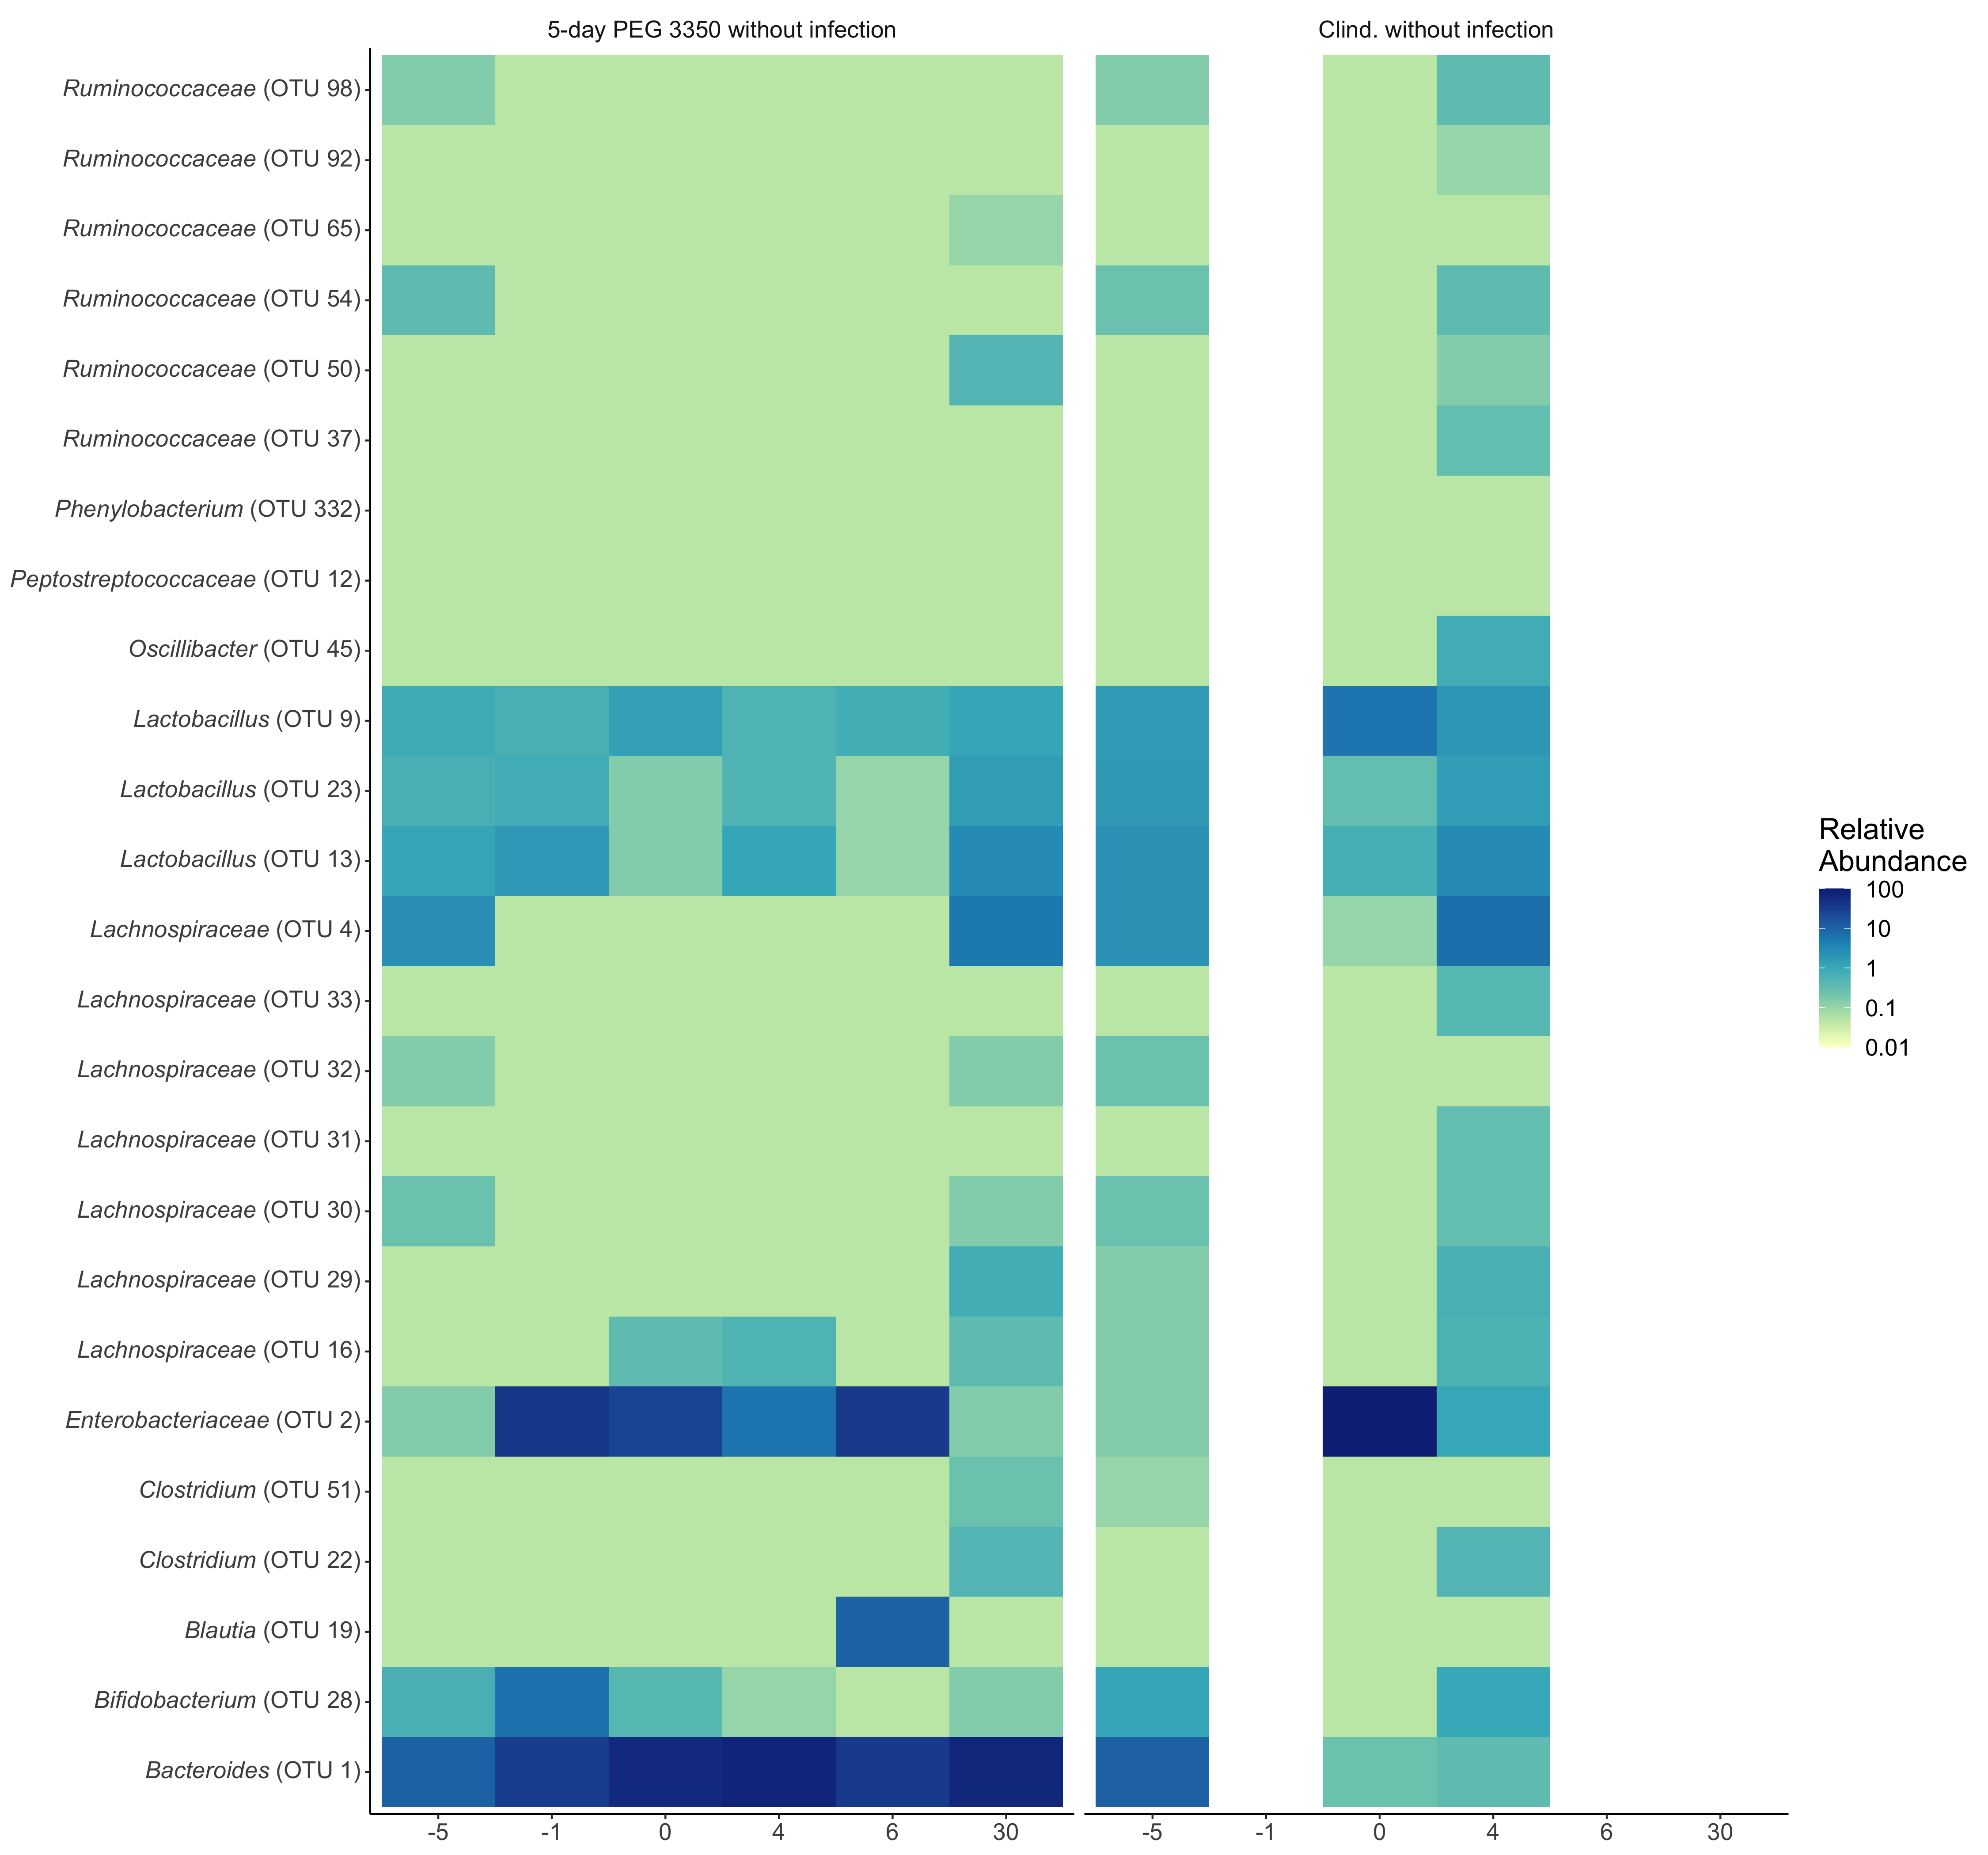 5-day PEG 3350 without infection
Clind. without infection
Ruminococcaceae (OTU 98)
Ruminococcaceae (OTU 92)
Ruminococcaceae (OTU 65)
Ruminococcaceae (OTU 54)
Ruminococcaceae (OTU 50)
Ruminococcaceae (OTU 37)
Phenylobacterium (OTU 332)
Peptostreptococcaceae (OTU 12)
Oscillibacter (OTU 45)
Lactobacillus (OTU 9)
Lactobacillus (OTU 23)
Lactobacillus (OTU 13)
Lachnospiraceae (OTU 4)
Lachnospiraceae (OTU 33)
Lachnospiraceae (OTU 32)
Lachnospiraceae (OTU 31)
Lachnospiraceae (OTU 30)
Lachnospiraceae (OTU 29)
Lachnospiraceae (OTU 16)
Enterobacteriaceae (OTU 2)
Clostridium (OTU 51)
Clostridium (OTU 22)
Blautia (OTU 19)
Bifidobacterium (OTU 28)
Bacteroides (OTU 1)
-5 -1 0 4 6 30
-5 -1 0 4 6 30
Relative
Abundance
100
10
1
0.1
0.01